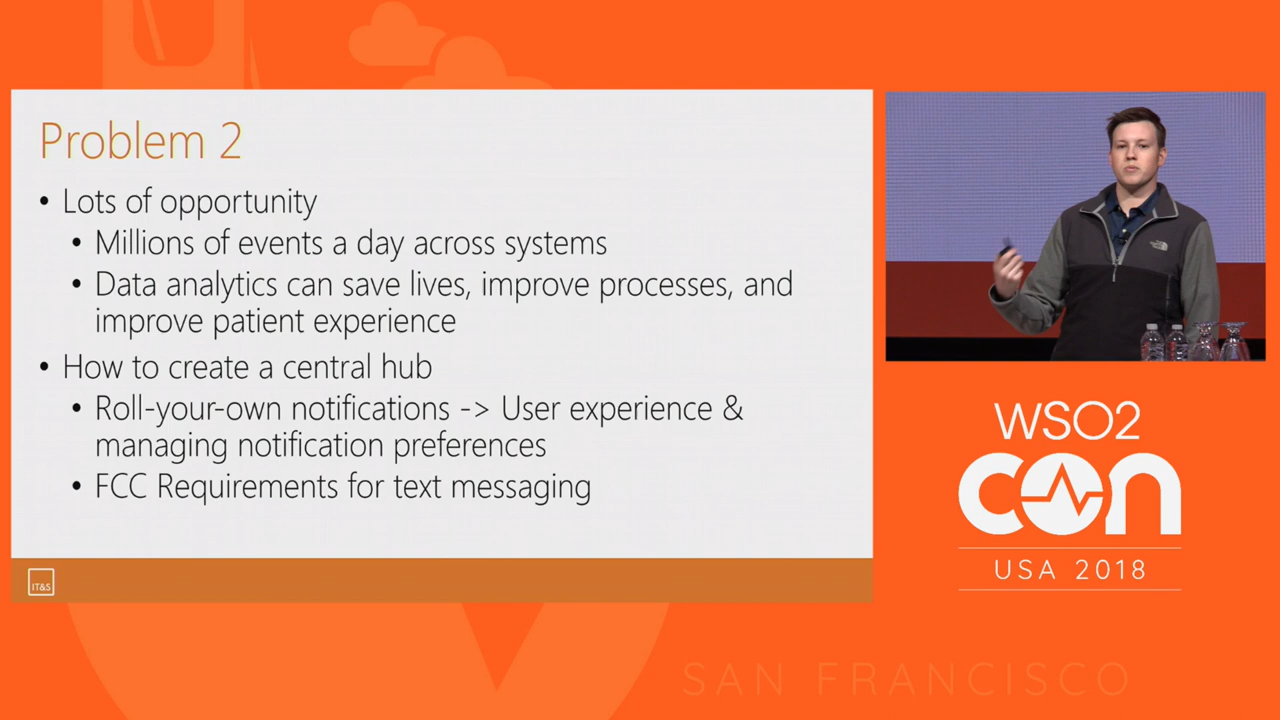 Problem 2
• Lots of opportunity
• Millions of events a day across systems
• Data analytics can save lives, improve processes, and
improve patient experience
• How to create a central hub
• Roll-your-own notifications -> User experience &
managing notification preferences
• FCC Requirements for text messaging
IT&S
WSO2
con
USA 2018
SAN FRANCISCO